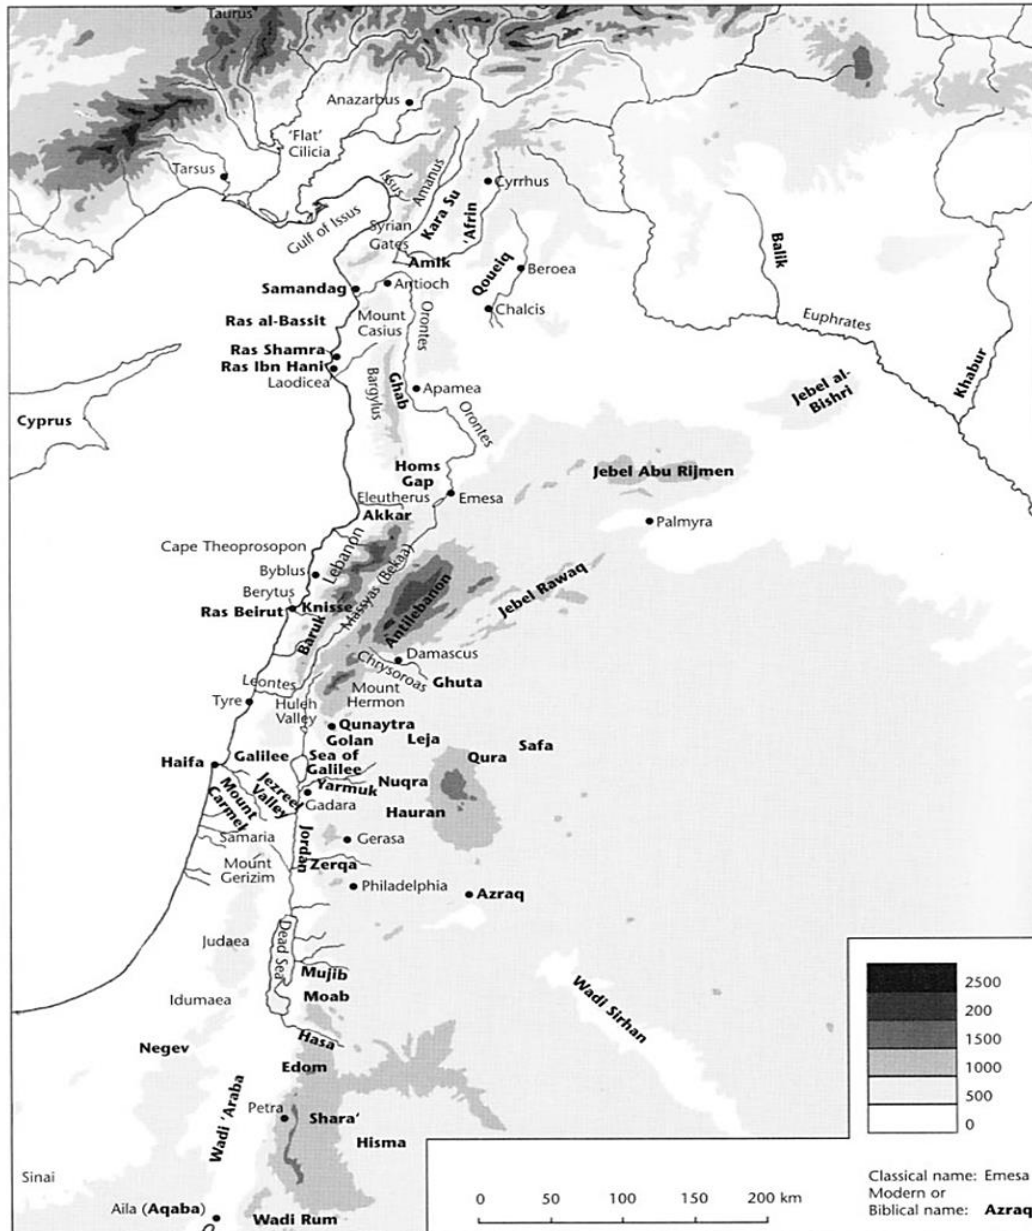 Taurus
Anazarbus
'Flat'
Cilicia
Tarsus
Issus
Amanus
Cyrrhus
Gulf of Issus
Syrian
Gates
Kara Su
'Afrin
Amik
Qoueiq
Beroea
Balik
Samandag
Antioch
Chalcis
Euphrates
Ras al-Bassit
Mount
Casius
Orontes
Ras Shamra
Ras Ibn Hani
Laodicea
Bargylus
Ghab
Apamea
Khabur
Jebel al-
Bishri
Cyprus
Orontes
Homs
Gap
Jebel Abu Rijmen
Eleutherus
Emesa
Akkar
Palmyra
Cape Theoprosopon
Lebanon
Byblus
Massyas (Bekaa)
Jebel Rawaq
Berytus
Ras Beirut
Knisse
Antilebanon
Baruk
Damascus
Chrysoroas
Ghuta
Leontes
Mount
Hermon
Tyre
Huleh
Valley
Qunaytra
Golan
Leja
Safa
Haifa
Galilee
Sea of
Galilee
Qura
Nuqra
Jezreel
Valley
Yarmuk
Mount
Carmel
Gadara
Hauran
Samaria
Jordan
Gerasa
Mount
Gerizim
Zerqa
Philadelphia
Azraq
Judaea
Dead Sea
Mujib
Idumaea
Moab
Wadi Sirhan
Hasa
Negev
Edom
Wadi 'Araba
Petra
Shara'
Hisma
Sinai
Aila (Aqaba)
Wadi Rum
2500
200
1500
1000
500
0
0 50 100 150 200 km
Classical name: Emesa
Modern or
Biblical name: Azraq